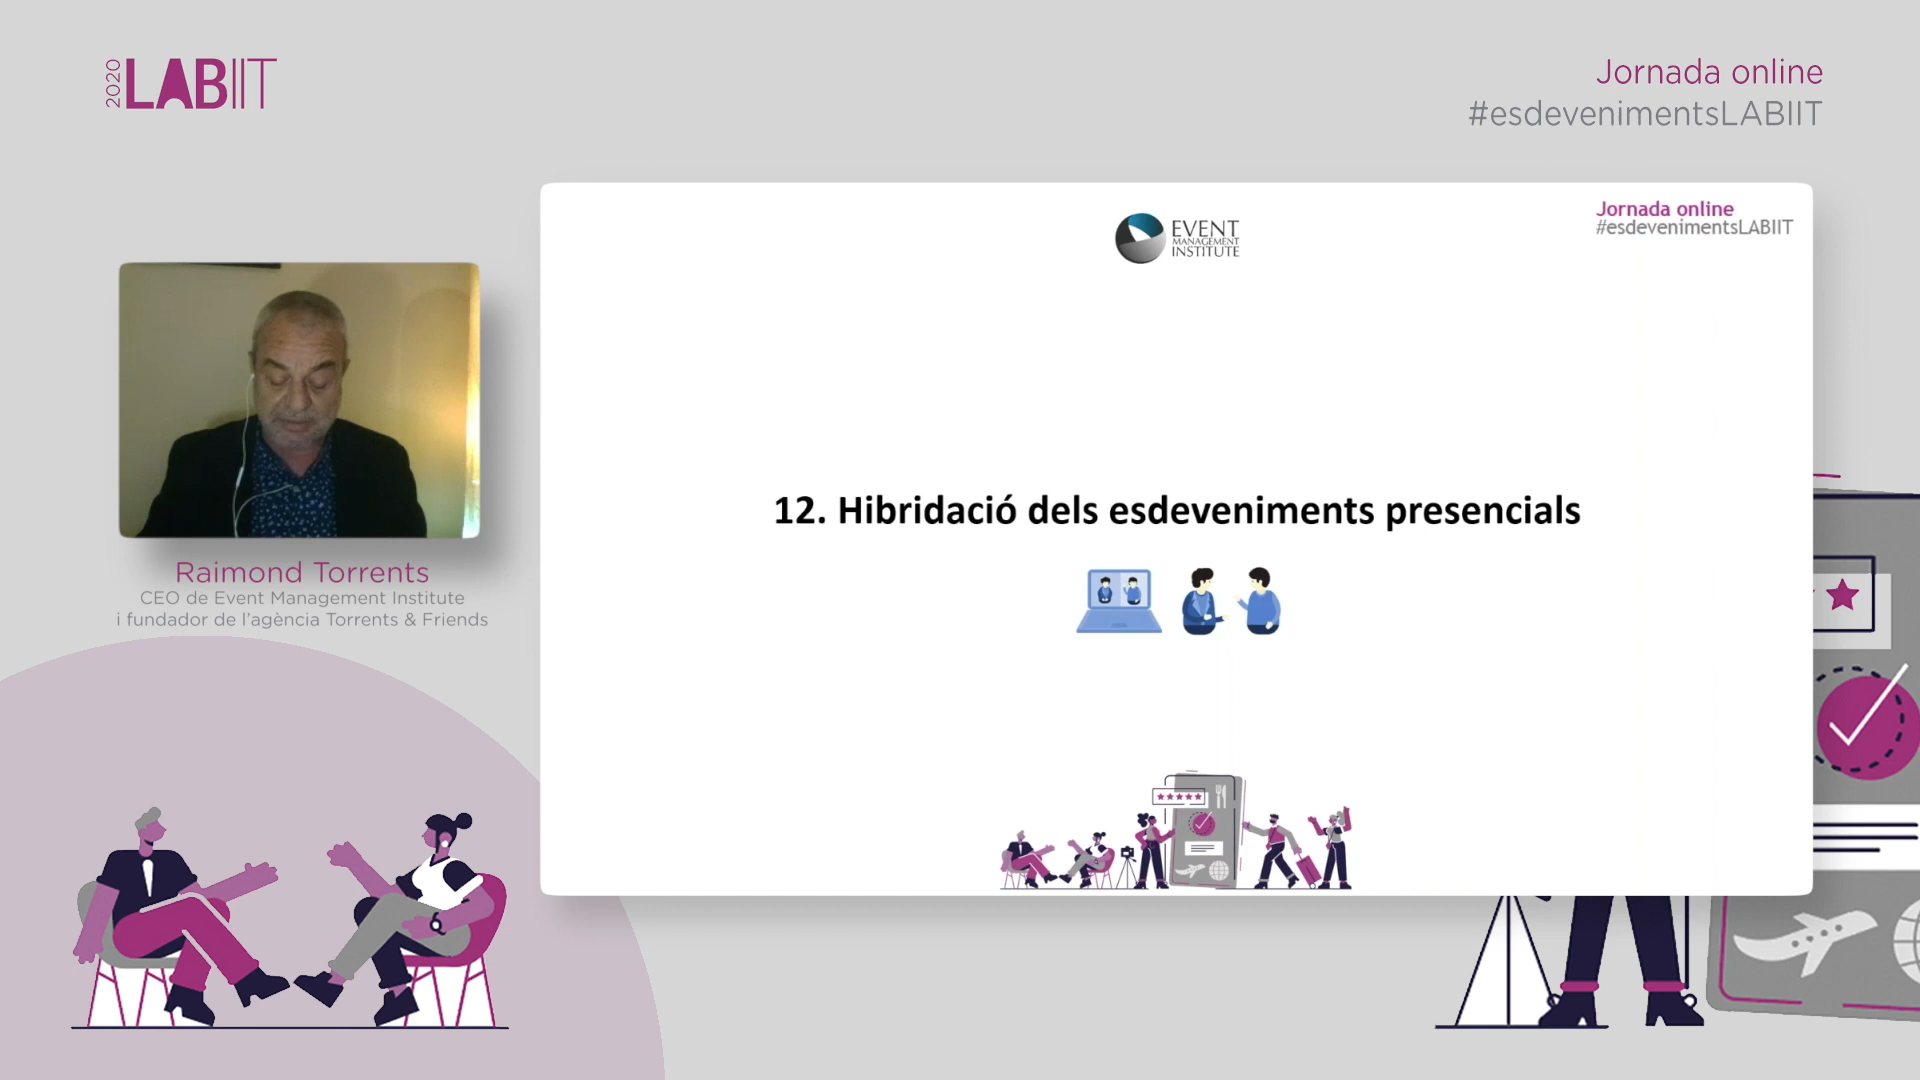 2020 LABIIT
Jornada online
#esdevenimentsLABIIT
EVENT
MANAGEMENT
INSTITUTE
Jornada online
#esdevenimentsLABIIT
12. Hibridació dels esdeveniments presencials
Raimond Torrents
CEO de Event Management Institute
i fundador de l'agència Torrents & Friends